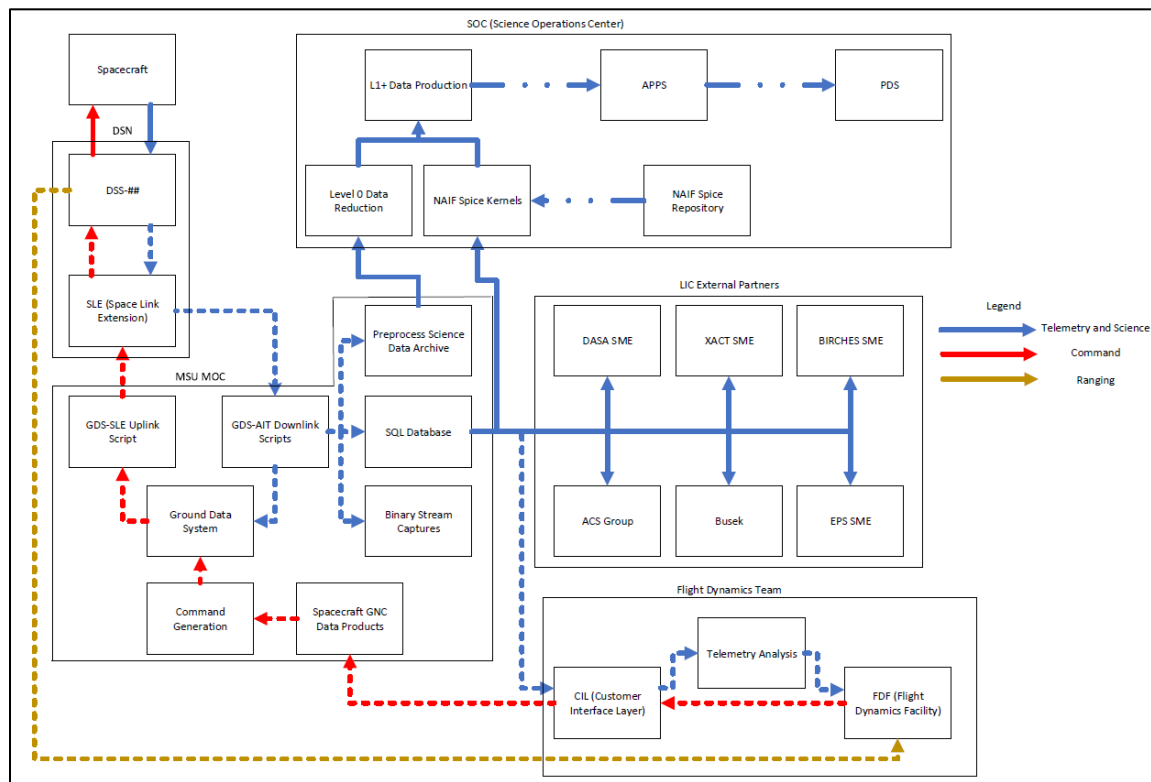 SOC (Science Operations Center)
Spacecraft
L1+ Data Production
APPS
PDS
DSN
DSS-##
Level 0 Data
Reduction
NAIF Spice Kernels
NAIF Spice
Repository
SLE (Space Link
Extension)
LIC External Partners
Legend
Telemetry and Science
Command
Ranging
DASA SME
XACT SME
BIRCHES SME
Preprocess Science
Data Archive
MSU MOC
GDS-SLE Uplink
Script
GDS-AIT Downlink
Scripts
SQL Database
Ground Data
System
Binary Stream
Captures
ACS Group
Busek
EPS SME
Command
Generation
Spacecraft GNC
Data Products
Flight Dynamics Team
Telemetry Analysis
CIL (Customer
Interface Layer)
FDF (Flight
Dynamics Facility)